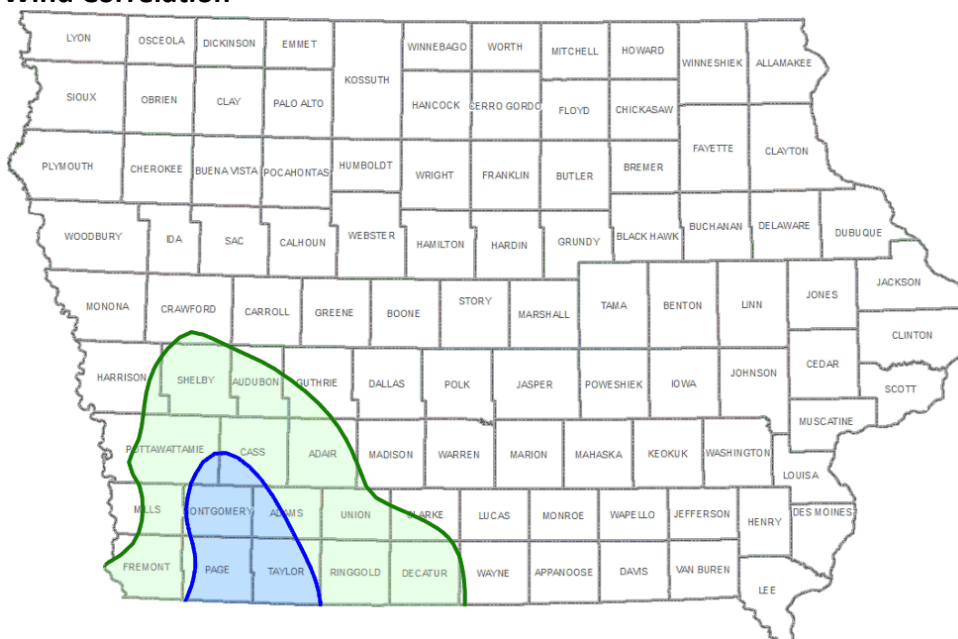 Wind Correlation
LYON OSCEOLA DICKINSON EMMET WINNEBAGO WORTH MITCHELL HOWARD WINNESHIEK ALLAMAKEE
KOSSUTH
SIOUX OBRIEN CLAY PALO ALTO HANCOCK CERRO GORDO FLOYD CHICKASAW
PLYMOUTH CHEROKEE BUENA VISTA POCAHONTAS HUMBOLDT WRIGHT FRANKLIN BUTLER BREMER FAYETTE CLAYTON
WOODBURY IDA SAC CALHOUN WEBSTER HAMILTON HARDIN GRUNDY BLACK HAWK BUCHANAN DELAWARE DUBUQUE
MONONA CRAWFORD CARROLL GREENE BOONE STORY MARSHALL TAMA BENTON LINN JONES JACKSON
CLINTON
HARRISON SHELBY AUDUBON GUTHRIE DALLAS POLK JASPER POWESHIEK IOWA JOHNSON CEDAR SCOTT
MUSCATINE
POTTAWATTAMIE CASS ADAIR MADISON WARREN MARION MAHASKA KEOKUK WASHINGTON LOUISA
MILLS MONTGOMERY ADAMS UNION CLARKE LUCAS MONROE WAPELLO JEFFERSON HENRY DES MOINES
FREMONT PAGE TAYLOR RINGGOLD DECATUR WAYNE APPANOOSE DAVIS VAN BUREN LEE